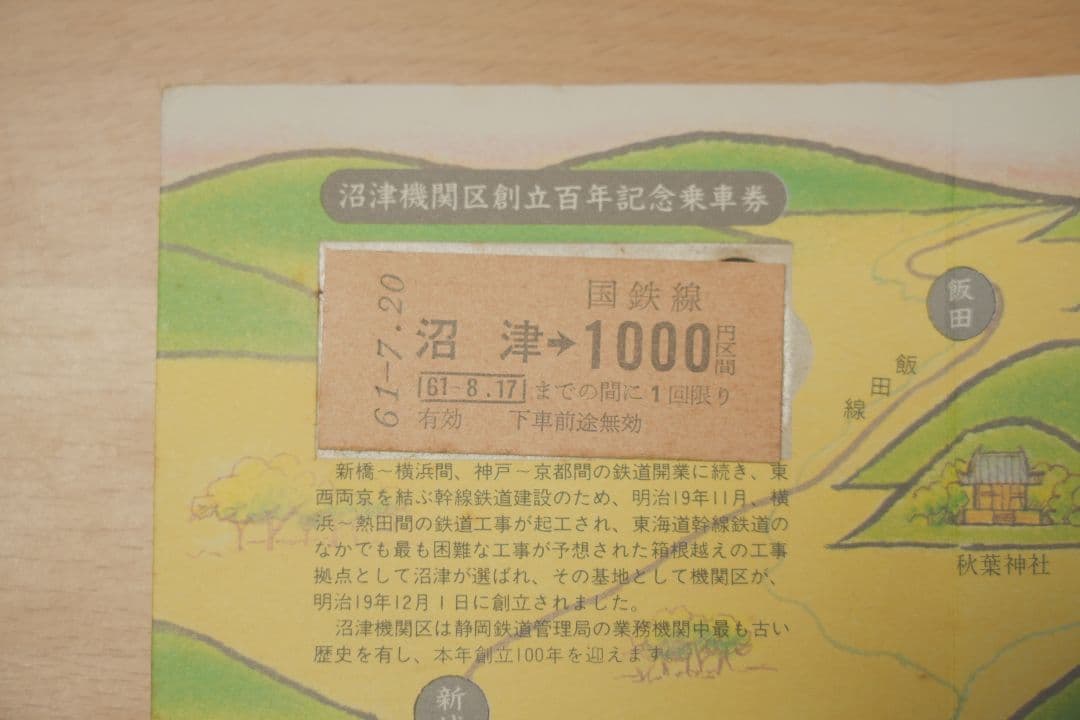 沼津機関区創立百年記念乗車券
61-7.20
国鉄線
沼津→1000円区間
61-8.17までの間に1回限り
有効 下車前途無効
新橋~横浜間、神戸~京都間の鉄道開業に続き、東
西両京を結ぶ幹線鉄道建設のため、明治19年11月、横
浜~熱田間の鉄道工事が起工され、東海道幹線鉄道の
なかでも最も困難な工事が予想された箱根越えの工事
拠点として沼津が選ばれ、その基地として機関区が、
明治19年12月1日に創立されました。
沼津機関区は静岡鉄道管理局の業務機関中最も古い
歴史を有し、本年創立100年を迎えます。
飯田
飯田線
秋葉神社
新